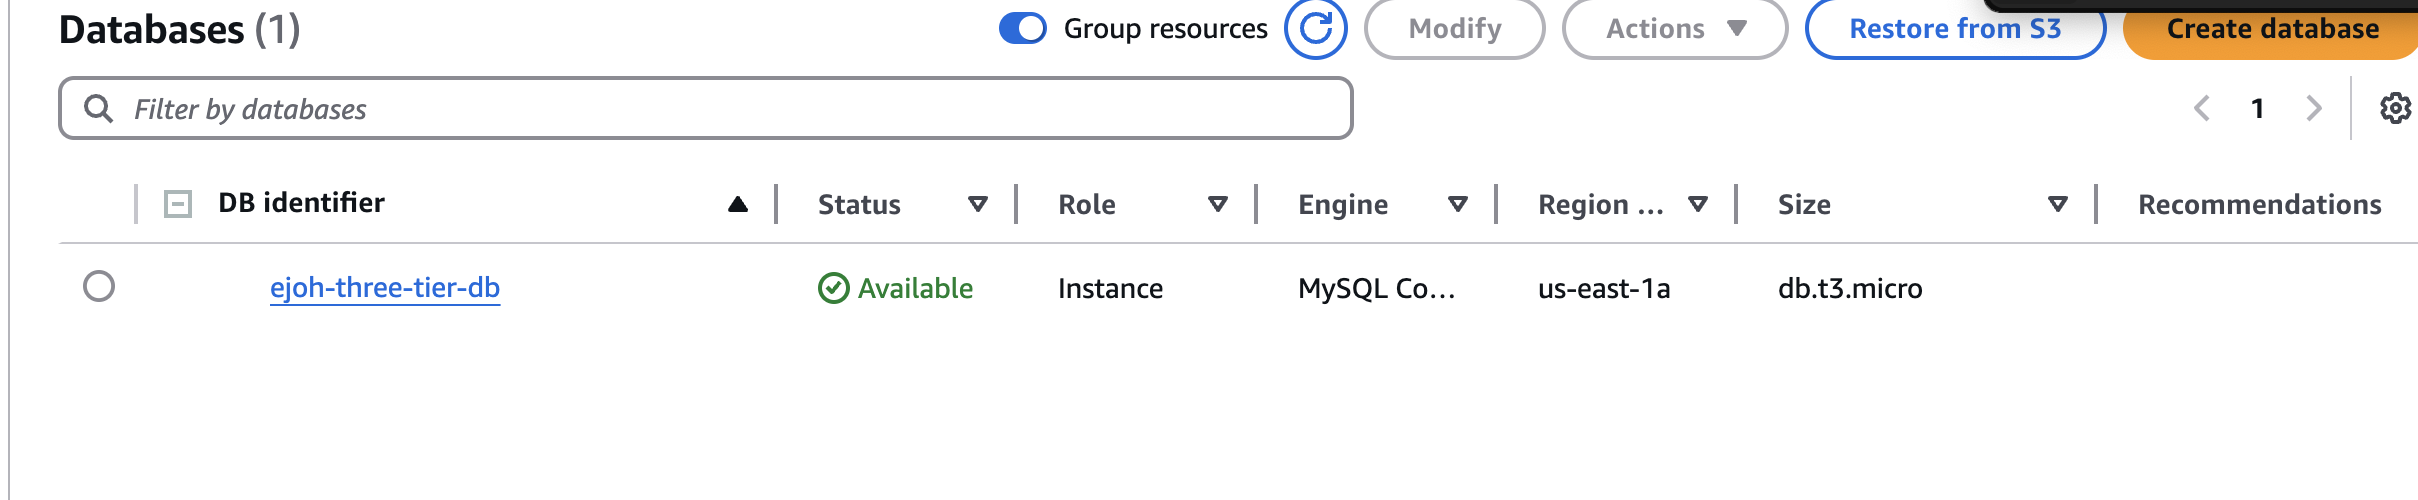 Databases (1)
Group resources
Modify
Actions
Restore from S3
Create database
Filter by databases
1
DB identifier
Status
Role
Engine
Region ...
Size
Recommendations
ejoh-three-tier-db
Available
Instance
MySQL Co...
us-east-1a
db.t3.micro